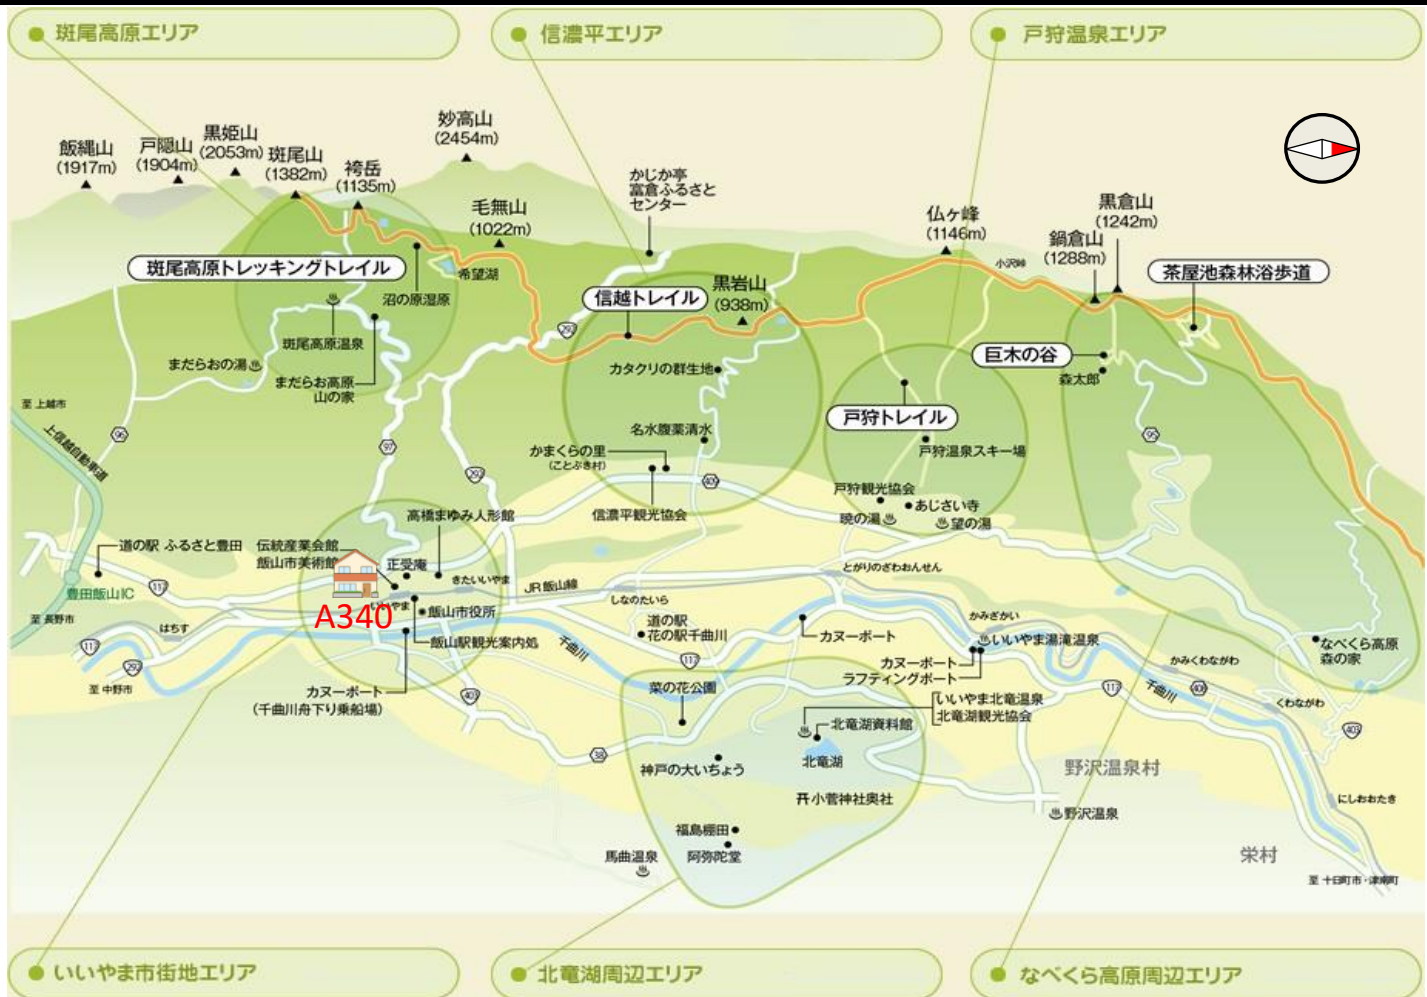 斑尾高原エリア
信濃平エリア
戸狩温泉エリア
飯縄山
(1917m)
戸隠山
(1904m)
黒姫山
(2053m)
斑尾山
(1382m)
袴岳
(1135m)
妙高山
(2454m)
毛無山
(1022m)
かじか亭
富倉ふるさと
センター
仏ヶ峰
(1146m)
小沢峠
鍋倉山
(1288m)
黒倉山
(1242m)
茶屋池森林浴歩道
斑尾高原トレッキングトレイル
沼の原湿原
希望湖
信越トレイル
黒岩山
(938m)
292
斑尾高原温泉
まだらおの湯
まだらお高原
山の家
カタクリの群生地
巨木の谷
森太郎
戸狩トレイル
戸狩温泉スキー場
至 上越市
上信越自動車道
96
97
292
95
名水腹薬清水
かまくらの里
(ことぶき村)
409
信濃平観光協会
戸狩観光協会
あじさい寺
暁の湯
望の湯
高橋まゆみ人形館
道の駅 ふるさと豊田
伝統産業会館
飯山市美術館
正受庵
きたいいやま
JR飯山線
とがりのざわおんせん
豊田飯山IC
117
至 長野市
はちす
A340
いいやま
飯山市役所
飯山駅観光案内処
しなのたいら
道の駅
花の駅千曲川
千曲川
カヌーポート
かみざかい
いいやま湯滝温泉
カヌーポート
ラフティングポート
なべくら高原
森の家
117
292
至 中野市
カヌーポート
(千曲川舟下り乗船場)
403
117
菜の花公園
いいやま北竜温泉
北竜湖観光協会
北竜湖資料館
117
かみくわながわ
千曲川
408
くわながわ
403
38
神戸の大いちょう
北竜湖
小菅神社奥社
野沢温泉村
野沢温泉
にしおおたき
福島棚田
阿弥陀堂
馬曲温泉
栄村
至 十日町市・津南町
いいやま市街地エリア
北竜湖周辺エリア
なべくら高原周辺エリア